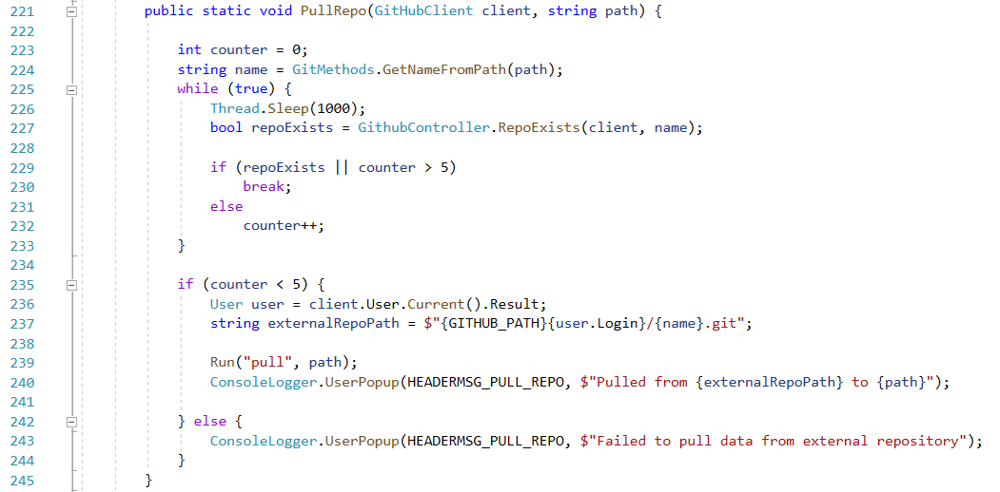 221 public static void PullRepo(GitHubClient client, string path) {
222
223 int counter = 0;
224 string name = GitMethods.GetNameFromPath(path);
225 while (true) {
226 Thread.Sleep(1000);
227 bool repoExists = GithubController.RepoExists(client, name);
228
229 if (repoExists || counter > 5)
230 break;
231 else
232 counter++;
233 }
234
235 if (counter < 5) {
236 User user = client.User.Current().Result;
237 string externalRepoPath = $"{GITHUB_PATH}{user.Login}/{name}.git";
238
239 Run("pull", path);
240 ConsoleLogger.UserPopup(HEADERMSG_PULL_REPO, $"Pulled from {externalRepoPath} to {path}");
241
242 } else {
243 ConsoleLogger.UserPopup(HEADERMSG_PULL_REPO, $"Failed to pull data from external repository");
244 }
245 }